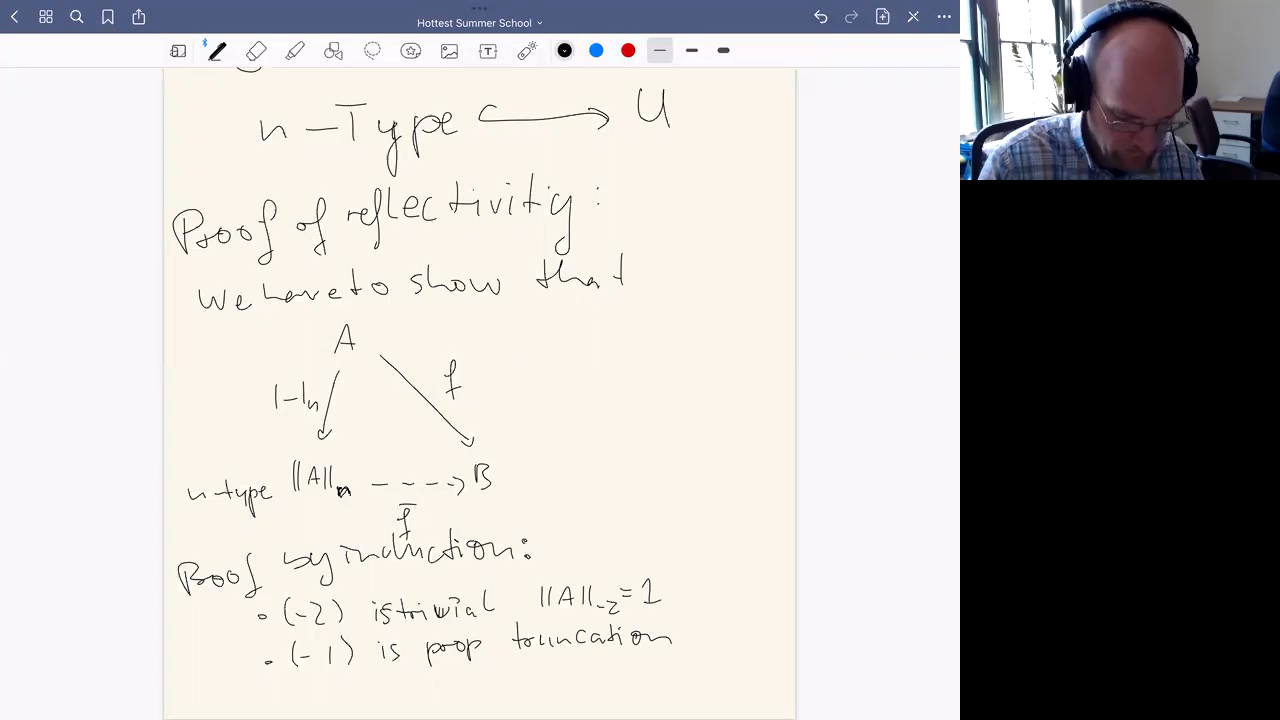 Hottest Summer School
n-Type ↪ U
Proof of reflectivity:
We have to show that
A
|-|n
f
n-type ||A||n ---> B
f̄
Proof by induction:
• (-2) is trivial ||A||-2 = 1
• (-1) is prop truncation